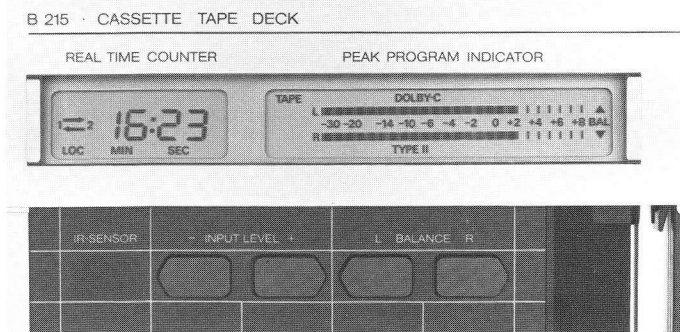 B 215 · CASSETTE TAPE DECK
REAL TIME COUNTER PEAK PROGRAM INDICATOR
TAPE DOLBY-C
L
1 2 16:23 -30 -20 -14 -10 -6 -4 -2 0 +2 +4 +6 +8 BAL
R
LOC MIN SEC TYPE II
IR-SENSOR - INPUT LEVEL + L BALANCE R